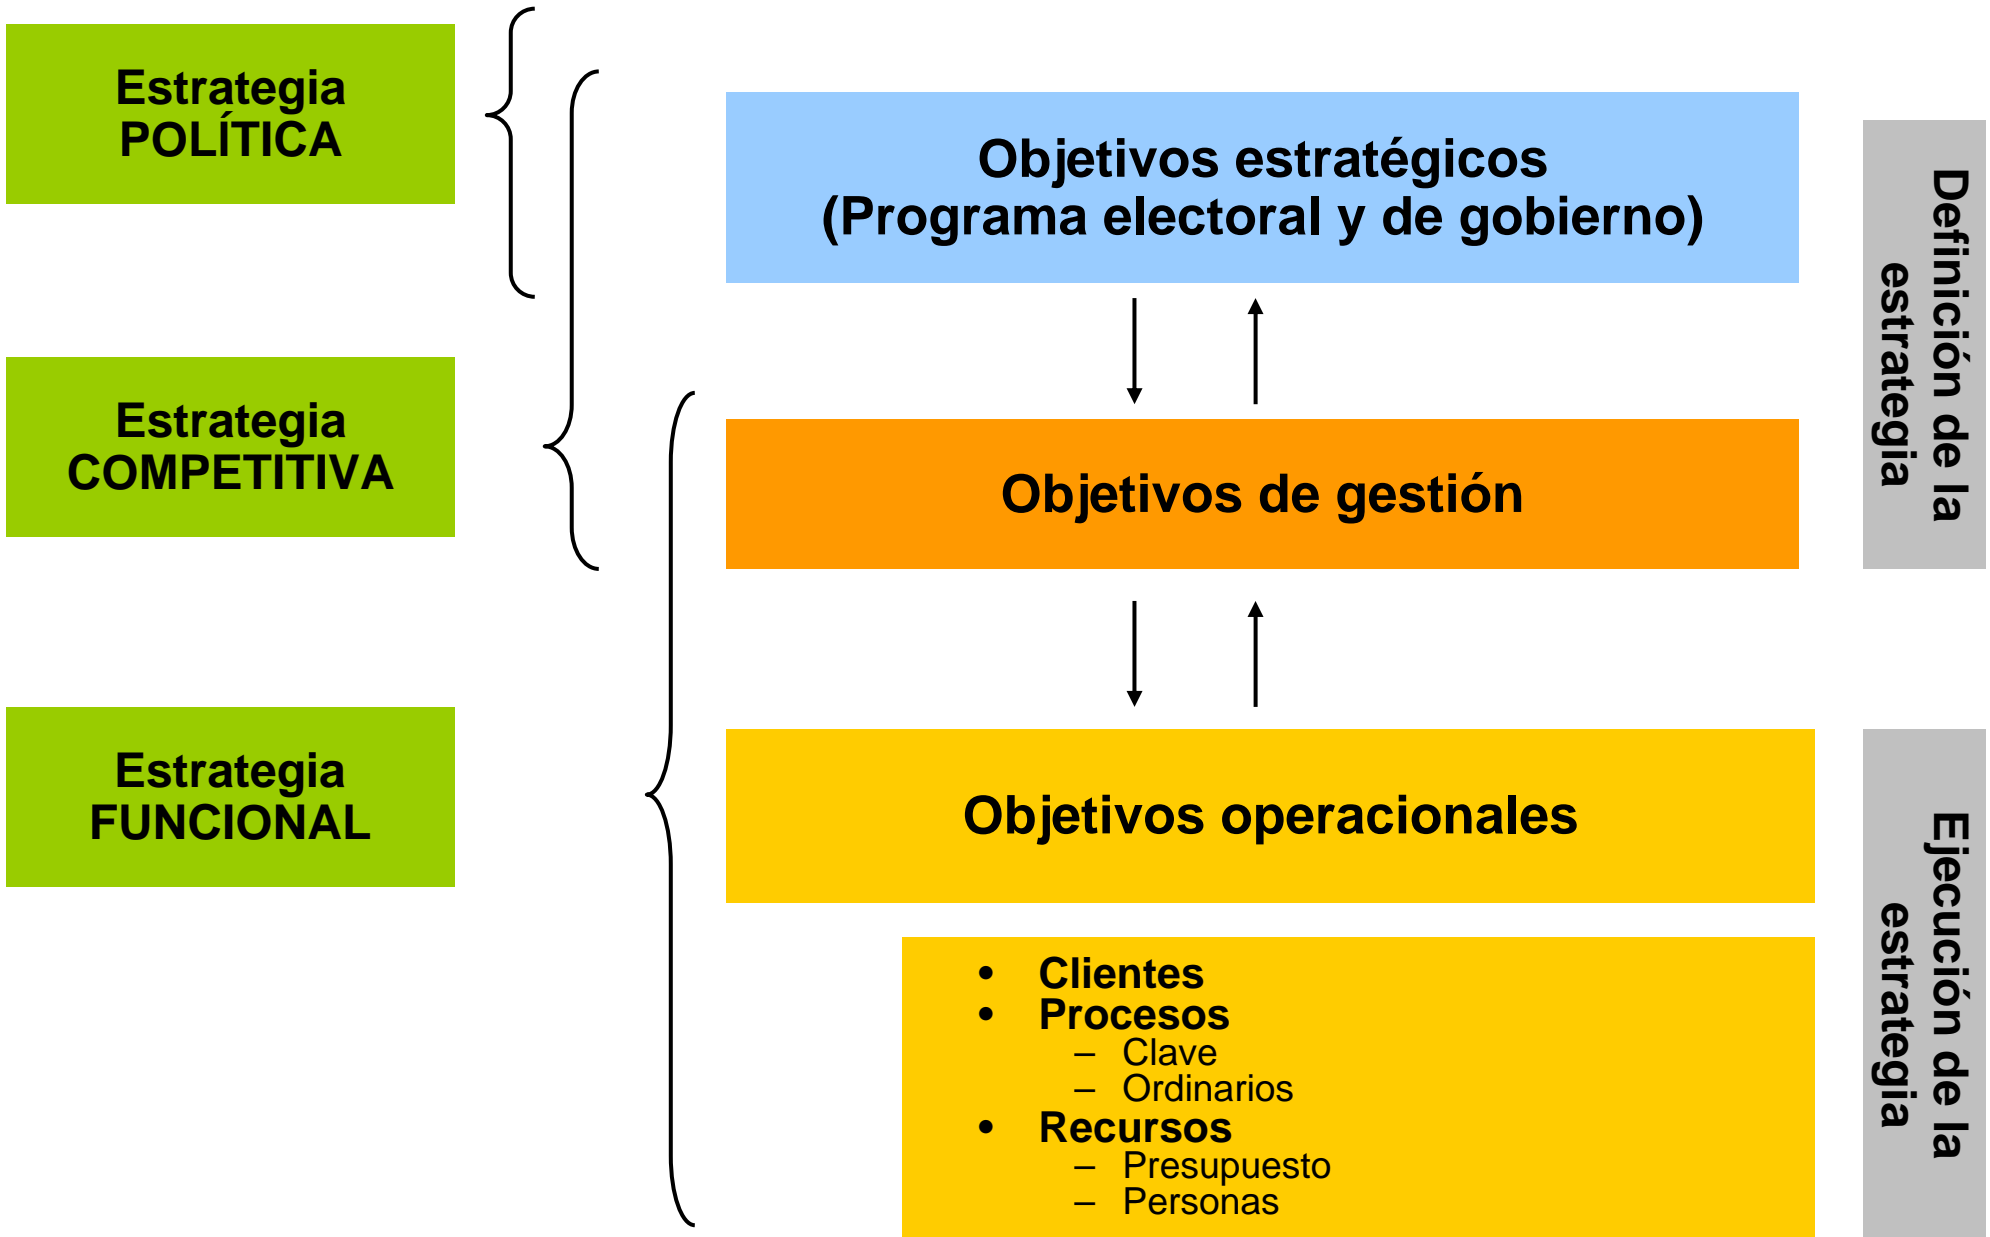 Estrategia
POLÍTICA
Objetivos estratégicos
(Programa electoral y de gobierno)
Definición de la
estrategia
Estrategia
COMPETITIVA
Objetivos de gestión
Estrategia
FUNCIONAL
Objetivos operacionales
• Clientes
• Procesos
– Clave
– Ordinarios
• Recursos
– Presupuesto
– Personas
Ejecución de la
estrategia